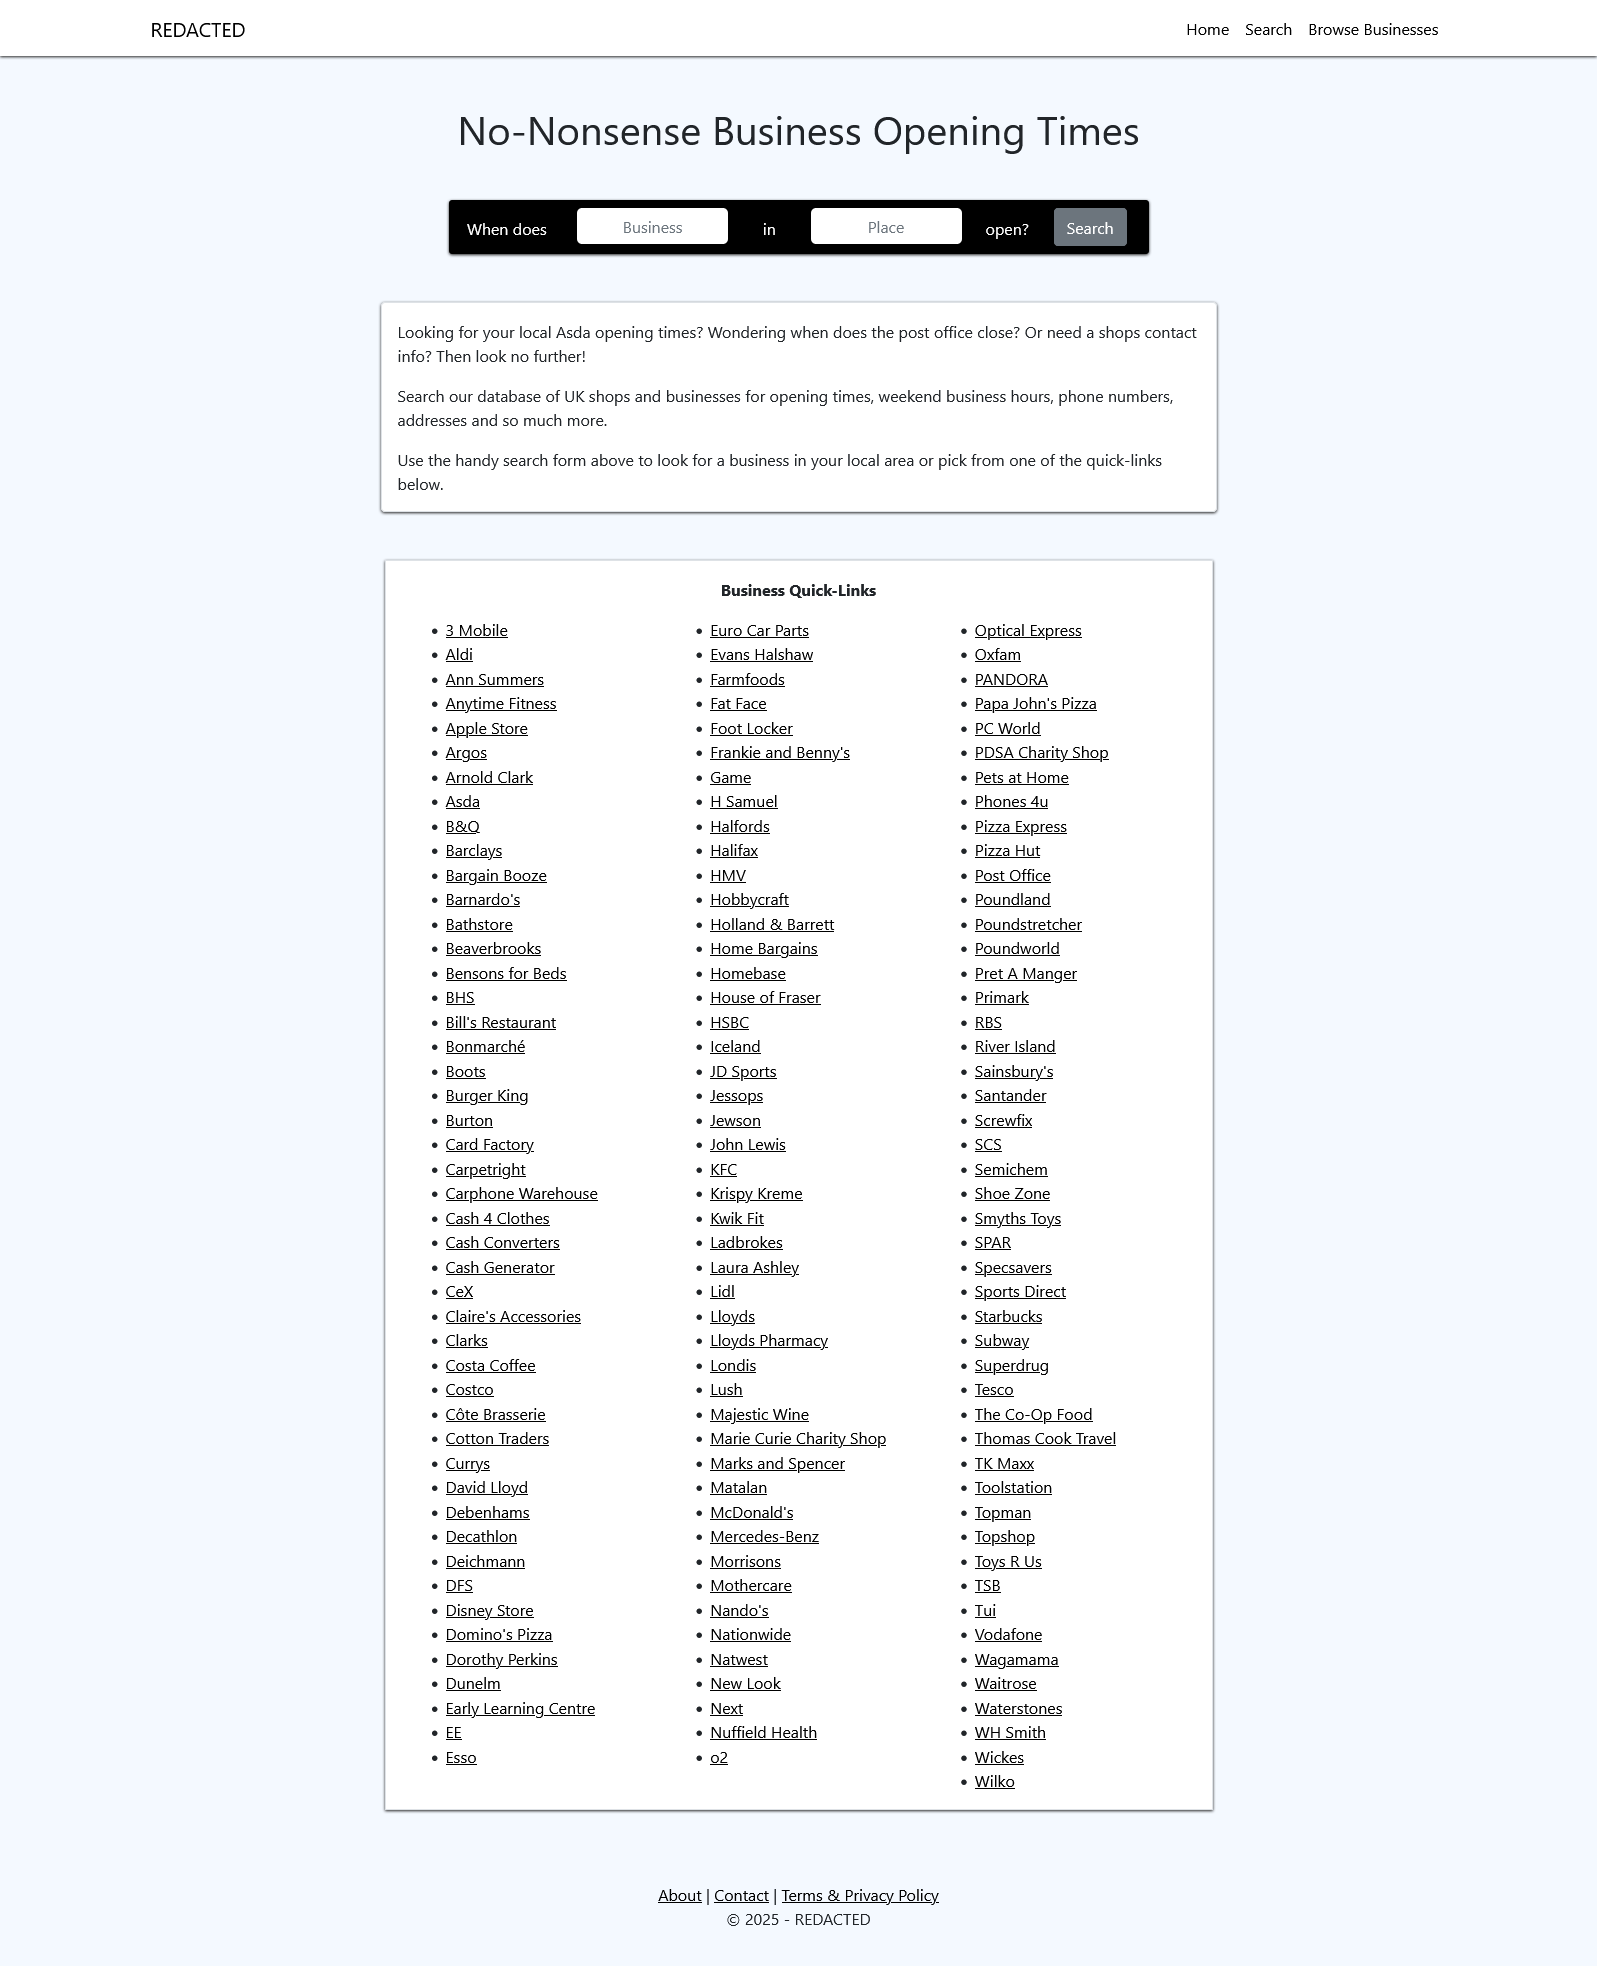 REDACTED
Home Search Browse Businesses
No-Nonsense Business Opening Times
When does Business in Place open? Search
Looking for your local Asda opening times? Wondering when does the post office close? Or need a shops contact
info? Then look no further!
Search our database of UK shops and businesses for opening times, weekend business hours, phone numbers,
addresses and so much more.
Use the handy search form above to look for a business in your local area or pick from one of the quick-links
below.
Business Quick-Links
3 Mobile
Aldi
Ann Summers
Anytime Fitness
Apple Store
Argos
Arnold Clark
Asda
B&Q
Barclays
Bargain Booze
Barnardo's
Bathstore
Beaverbrooks
Bensons for Beds
BHS
Bill's Restaurant
Bonmarché
Boots
Burger King
Burton
Card Factory
Carpetright
Carphone Warehouse
Cash 4 Clothes
Cash Converters
Cash Generator
CeX
Claire's Accessories
Clarks
Costa Coffee
Costco
Côte Brasserie
Cotton Traders
Currys
David Lloyd
Debenhams
Decathlon
Deichmann
DFS
Disney Store
Domino's Pizza
Dorothy Perkins
Dunelm
Early Learning Centre
EE
Esso
Euro Car Parts
Evans Halshaw
Farmfoods
Fat Face
Foot Locker
Frankie and Benny's
Game
H Samuel
Halfords
Halifax
HMV
Hobbycraft
Holland & Barrett
Home Bargains
Homebase
House of Fraser
HSBC
Iceland
JD Sports
Jessops
Jewson
John Lewis
KFC
Krispy Kreme
Kwik Fit
Ladbrokes
Laura Ashley
Lidl
Lloyds
Lloyds Pharmacy
Londis
Lush
Majestic Wine
Marie Curie Charity Shop
Marks and Spencer
Matalan
McDonald's
Mercedes-Benz
Morrisons
Mothercare
Nando's
Nationwide
Natwest
New Look
Next
Nuffield Health
o2
Optical Express
Oxfam
PANDORA
Papa John's Pizza
PC World
PDSA Charity Shop
Pets at Home
Phones 4u
Pizza Express
Pizza Hut
Post Office
Poundland
Poundstretcher
Poundworld
Pret A Manger
Primark
RBS
River Island
Sainsbury's
Santander
Screwfix
SCS
Semichem
Shoe Zone
Smyths Toys
SPAR
Specsavers
Sports Direct
Starbucks
Subway
Superdrug
Tesco
The Co-Op Food
Thomas Cook Travel
TK Maxx
Toolstation
Topman
Topshop
Toys R Us
TSB
Tui
Vodafone
Wagamama
Waitrose
Waterstones
WH Smith
Wickes
Wilko
About | Contact | Terms & Privacy Policy
© 2025 - REDACTED